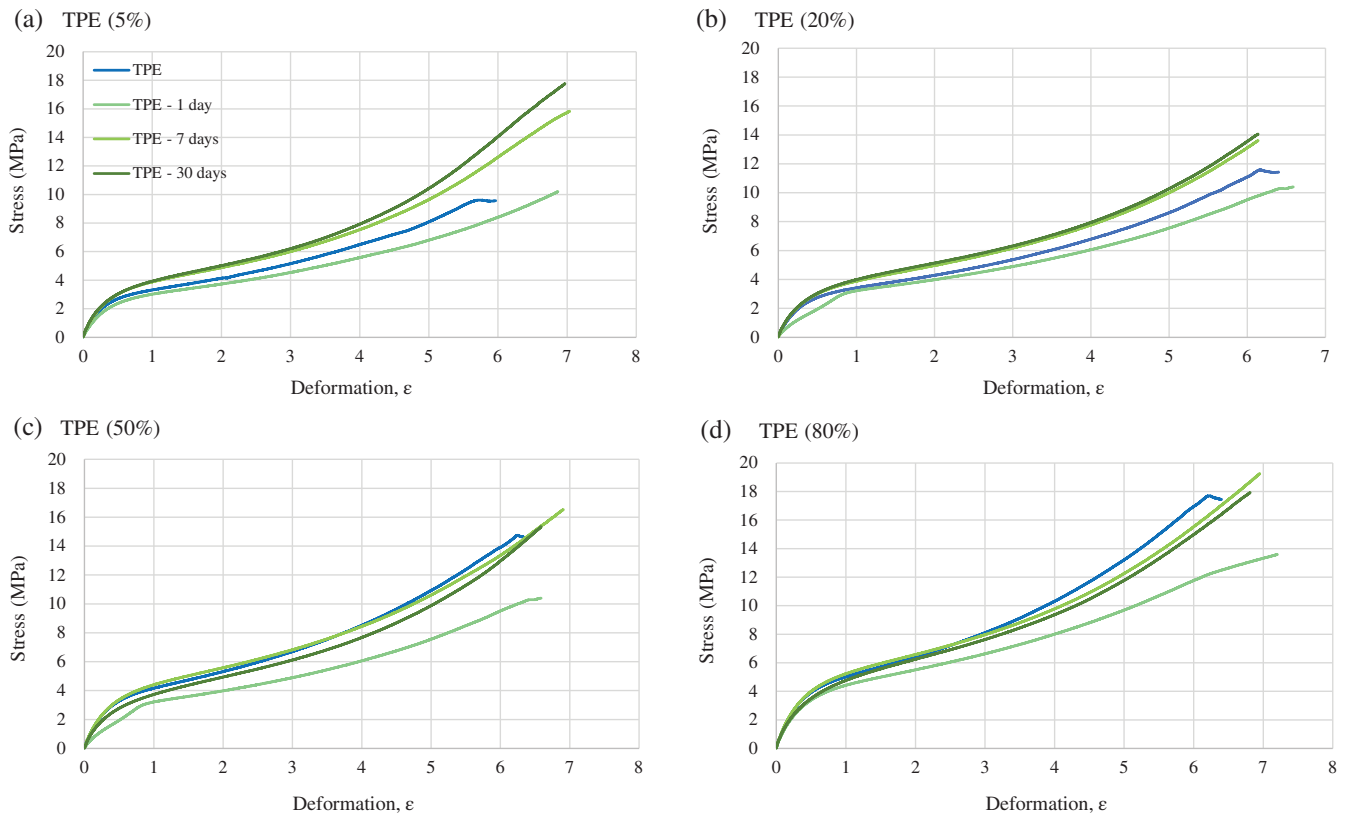 (a) TPE (5%)
20
18
16
14
12
10
8
6
4
2
0
Stress (MPa)
TPE
TPE - 1 day
TPE - 7 days
TPE - 30 days
0 1 2 3 4 5 6 7 8
Deformation, ε
(b) TPE (20%)
20
18
16
14
12
10
8
6
4
2
0
Stress (MPa)
0 1 2 3 4 5 6 7
Deformation, ε
(c) TPE (50%)
20
18
16
14
12
10
8
6
4
2
0
Stress (MPa)
0 1 2 3 4 5 6 7 8
Deformation, ε
(d) TPE (80%)
20
18
16
14
12
10
8
6
4
2
0
Stress (MPa)
0 1 2 3 4 5 6 7 8
Deformation, ε